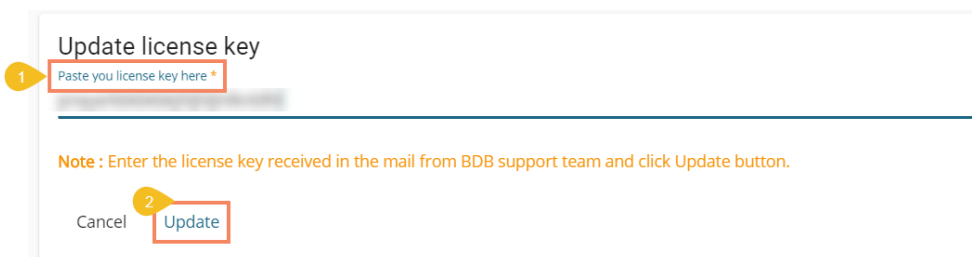 Update license key
1 Paste you license key here *
Note : Enter the license key received in the mail from BDB support team and click Update button.
2
Cancel Update